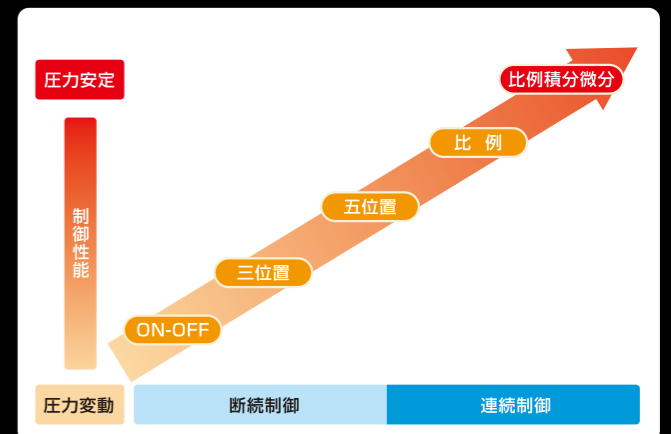 圧力安定
比例積分微分
比 例
制御性能
五位置
三位置
ON-OFF
圧力変動
断続制御
連続制御